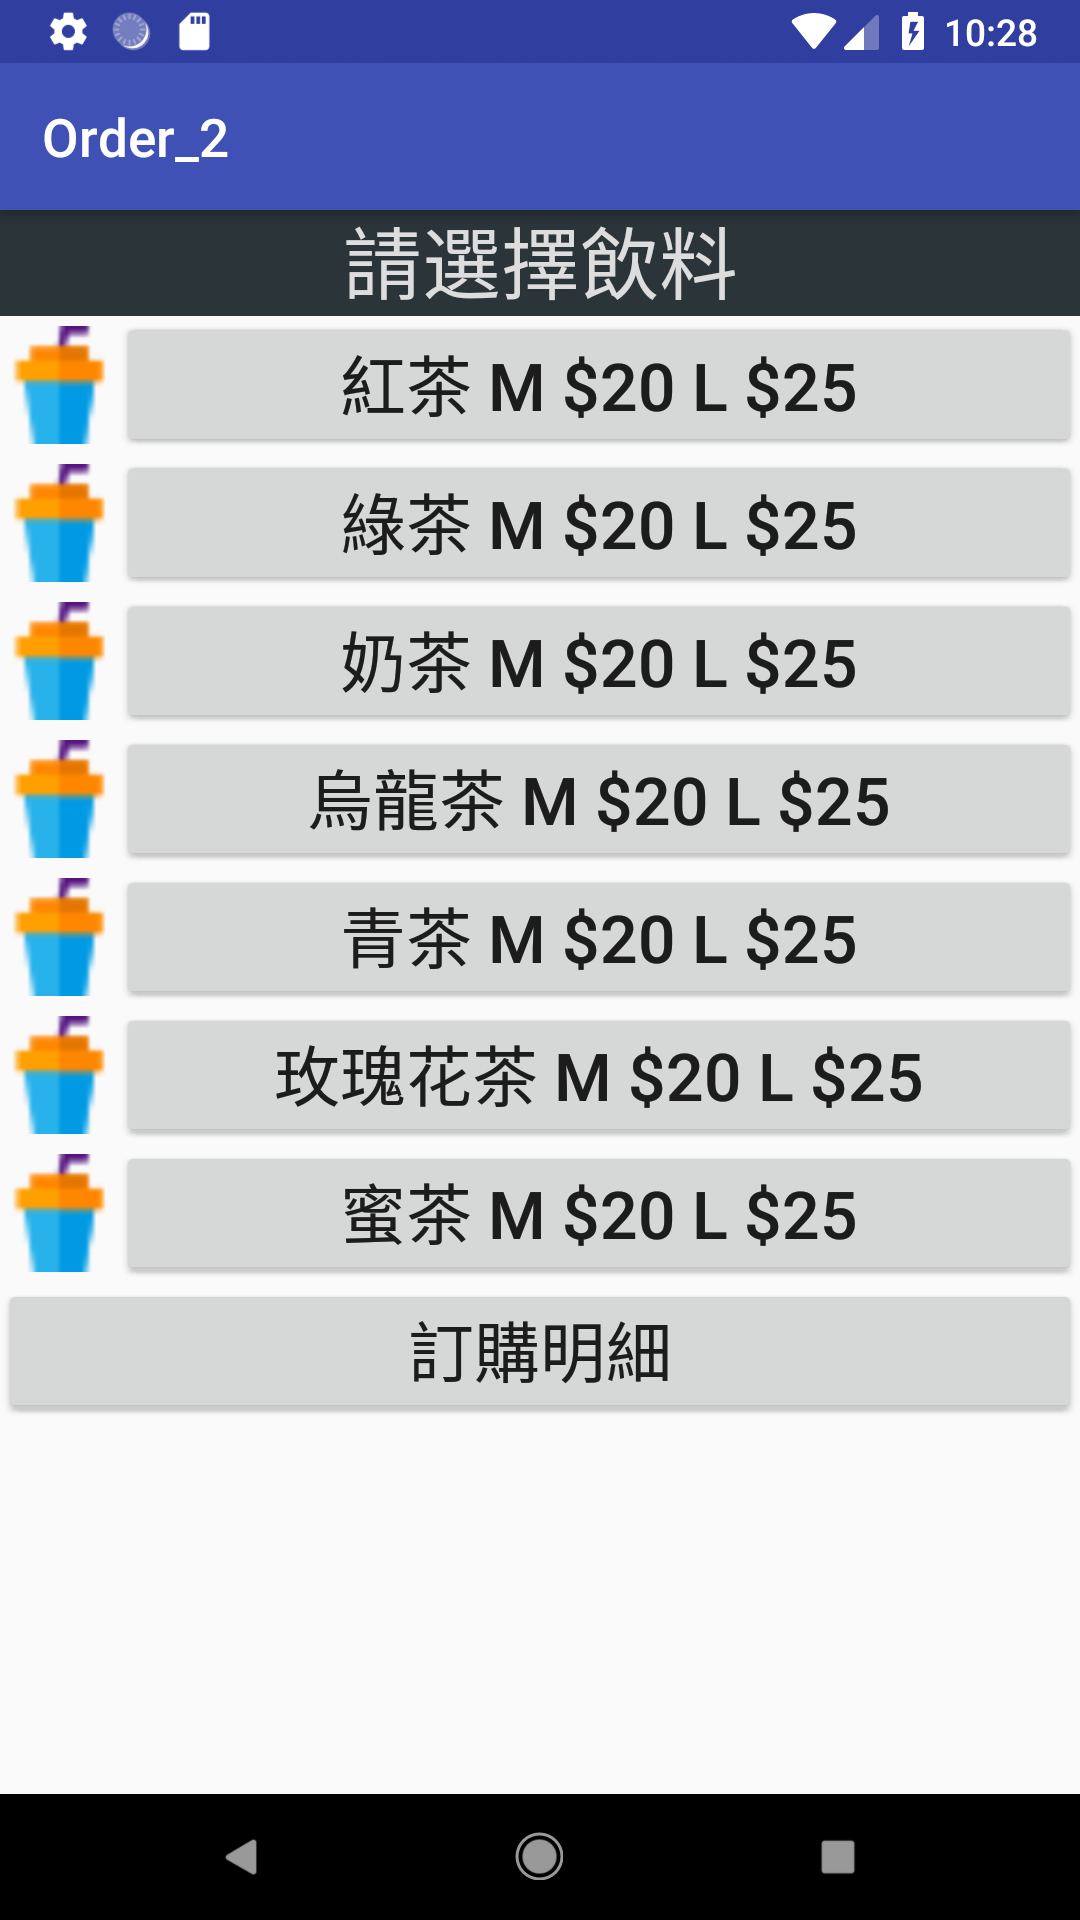 10:28
Order_2
請選擇飲料
紅茶 M $20 L $25
綠茶 M $20 L $25
奶茶 M $20 L $25
烏龍茶 M $20 L $25
青茶 M $20 L $25
玫瑰花茶 M $20 L $25
蜜茶 M $20 L $25
訂購明細